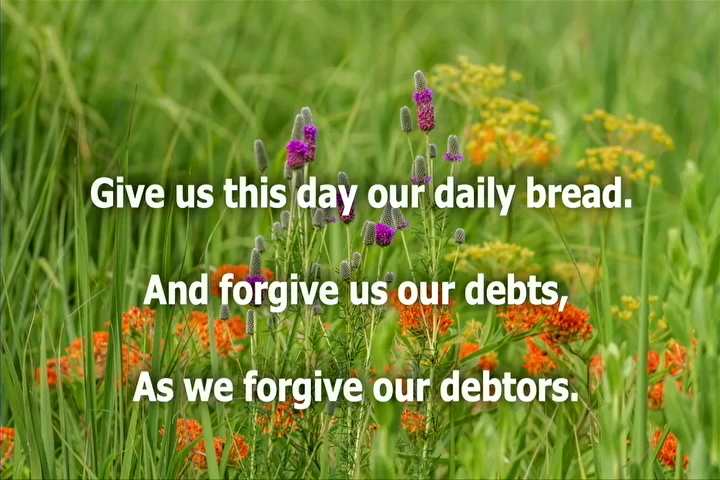 Give us this day our daily bread.
And forgive us our debts,
As we forgive our debtors.